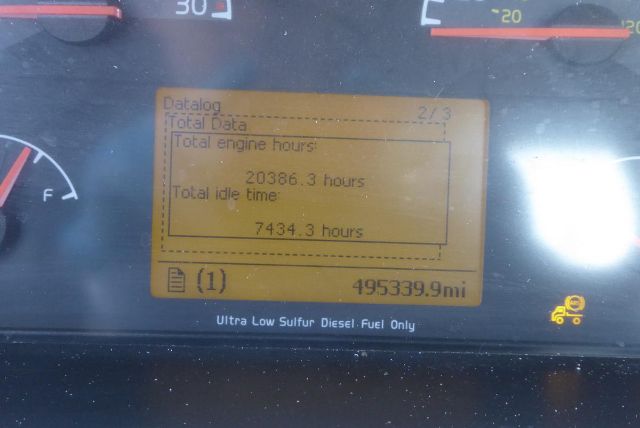 30
20
120
Datalog 2/3
Total Data
Total engine hours:
20386.3 hours
Total idle time:
7434.3 hours
F
(1) 495339.9mi
Ultra Low Sulfur Diesel Fuel Only